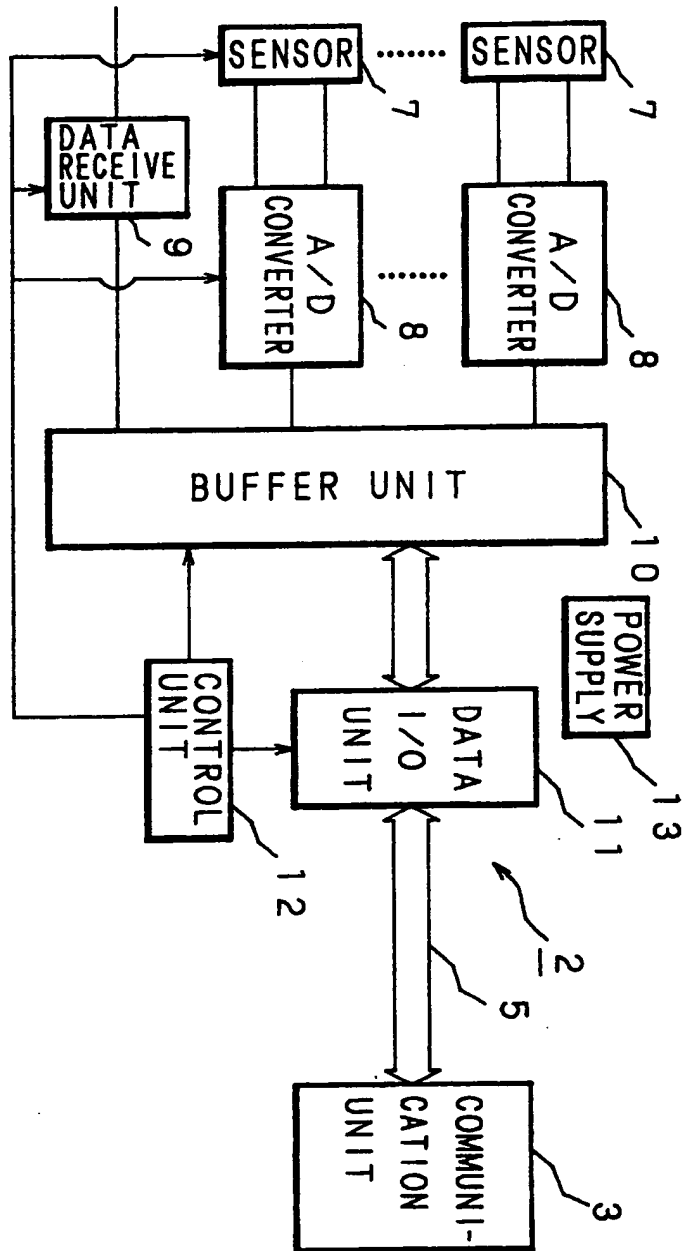 SENSOR
7
SENSOR
7
DATA
RECEIVE
UNIT
9
A/D
CONVERTER
8
A/D
CONVERTER
8
BUFFER UNIT
10
POWER
SUPPLY
13
CONTROL
UNIT
12
DATA
I/O
UNIT
11
2
5
COMMUNI-
CATION
UNIT
3